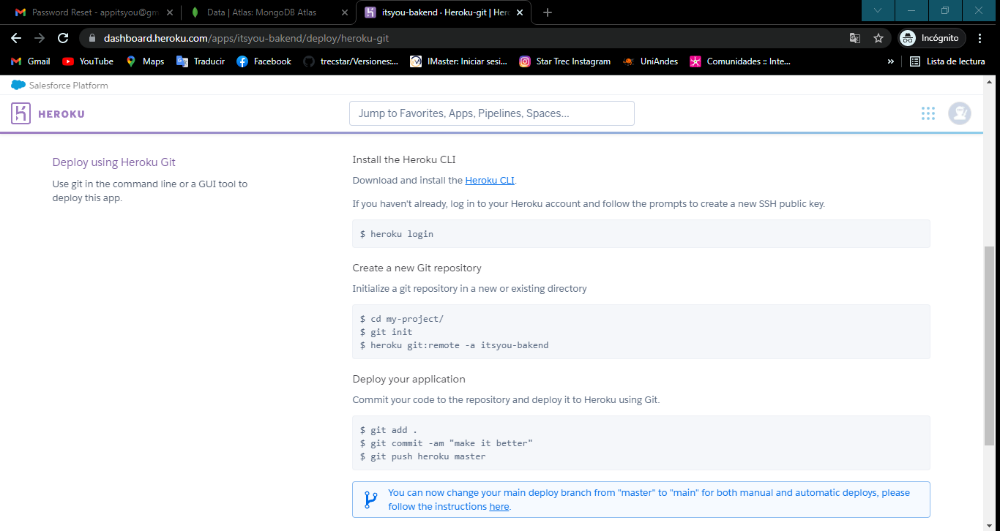 Password Reset - appitsyou@gm
Data | Atlas: MongoDB Atlas
itsyou-bakend - Heroku-git | Her
dashboard.heroku.com/apps/itsyou-bakend/deploy/heroku-git
Incógnito
Gmail
YouTube
Maps
Traducir
Facebook
trecstar/Versiones:...
IMaster: Iniciar sesi...
Star Trec Instagram
UniAndes
Comunidades :: Inte...
»
Lista de lectura
Salesforce Platform
HEROKU
Jump to Favorites, Apps, Pipelines, Spaces...
Deploy using Heroku Git
Use git in the command line or a GUI tool to
deploy this app.
Install the Heroku CLI
Download and install the Heroku CLI.
If you haven't already, log in to your Heroku account and follow the prompts to create a new SSH public key.
$ heroku login
Create a new Git repository
Initialize a git repository in a new or existing directory
$ cd my-project/
$ git init
$ heroku git:remote -a itsyou-bakend
Deploy your application
Commit your code to the repository and deploy it to Heroku using Git.
$ git add .
$ git commit -am "make it better"
$ git push heroku master
You can now change your main deploy branch from "master" to "main" for both manual and automatic deploys, please
follow the instructions here.